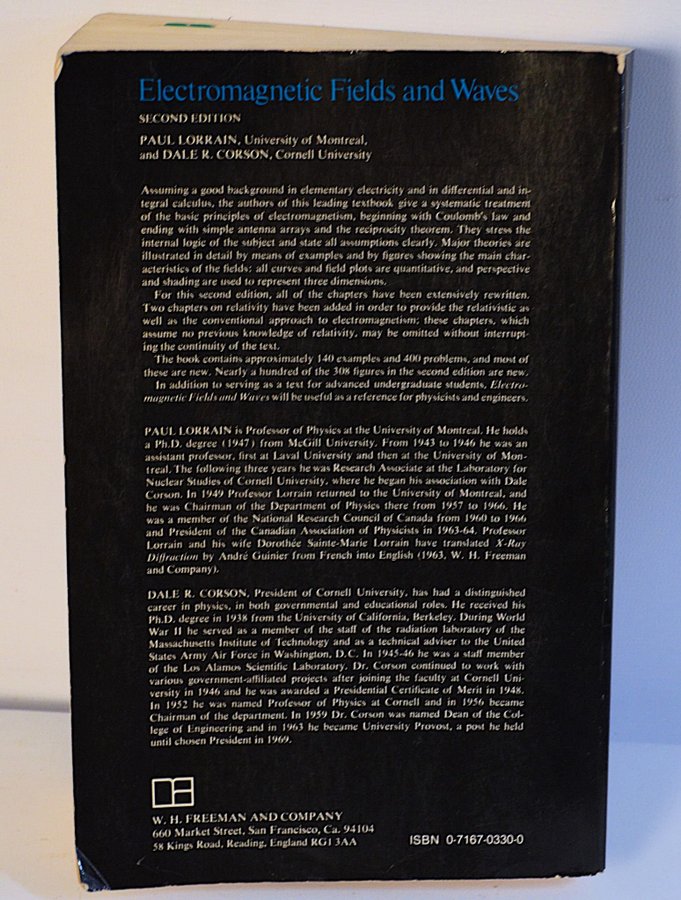 Electromagnetic Fields and Waves
SECOND EDITION
PAUL LORRAIN, University of Montreal,
and DALE R. CORSON, Cornell University
Assuming a good background in elementary electricity and in differential and in-
tegral calculus, the authors of this leading textbook give a systematic treatment
of the basic principles of electromagnetism, beginning with Coulomb's law and
ending with simple antenna arrays and the reciprocity theorem. They stress the
internal logic of the subject and state all assumptions clearly. Major theories are
illustrated in detail by means of examples and by figures showing the main char-
acteristics of the fields; all curves and field plots are quantitative, and perspective
and shading are used to represent three dimensions.
For this second edition, all of the chapters have been extensively rewritten.
Two chapters on relativity have been added in order to provide the relativistic as
well as the conventional approach to electromagnetism; these chapters, which
assume no previous knowledge of relativity, may be omitted without interrupt-
ing the continuity of the text.
The book contains approximately 140 examples and 400 problems, and most of
these are new. Nearly a hundred of the 308 figures in the second edition are new.
In addition to serving as a text for advanced undergraduate students, Electro-
magnetic Fields and Waves will be useful as a reference for physicists and engineers.
PAUL LORRAIN is Professor of Physics at the University of Montreal. He holds
a Ph.D. degree (1947) from McGill University. From 1943 to 1946 he was an
assistant professor, first at Laval University and then at the University of Mon-
treal. The following three years he was Research Associate at the Laboratory for
Nuclear Studies of Cornell University, where he began his association with Dale
Corson. In 1949 Professor Lorrain returned to the University of Montreal, and
he was Chairman of the Department of Physics there from 1957 to 1966. He
was a member of the National Research Council of Canada from 1960 to 1966
and President of the Canadian Association of Physicists in 1963-64. Professor
Lorrain and his wife Dorothée Sainte-Marie Lorrain have translated X-Ray
Diffraction by André Guinier from French into English (1963, W. H. Freeman
and Company).
DALE R. CORSON, President of Cornell University, has had a distinguished
career in physics, in both governmental and educational roles. He received his
Ph.D. degree in 1938 from the University of California, Berkeley. During World
War II he served as a member of the staff of the radiation laboratory of the
Massachusetts Institute of Technology and as a technical adviser to the United
States Army Air Force in Washington, D.C. In 1945-46 he was a staff member
of the Los Alamos Scientific Laboratory. Dr. Corson continued to work with
various government-affiliated projects after joining the faculty at Cornell Uni-
versity in 1946 and he was awarded a Presidential Certificate of Merit in 1948.
In 1952 he was named Professor of Physics at Cornell and in 1956 became
Chairman of the department. In 1959 Dr. Corson was named Dean of the Col-
lege of Engineering and in 1963 he became University Provost, a post he held
until chosen President in 1969.
W. H. FREEMAN AND COMPANY
660 Market Street, San Francisco, Ca. 94104
58 Kings Road, Reading, England RG1 3AA
ISBN 0-7167-0330-0